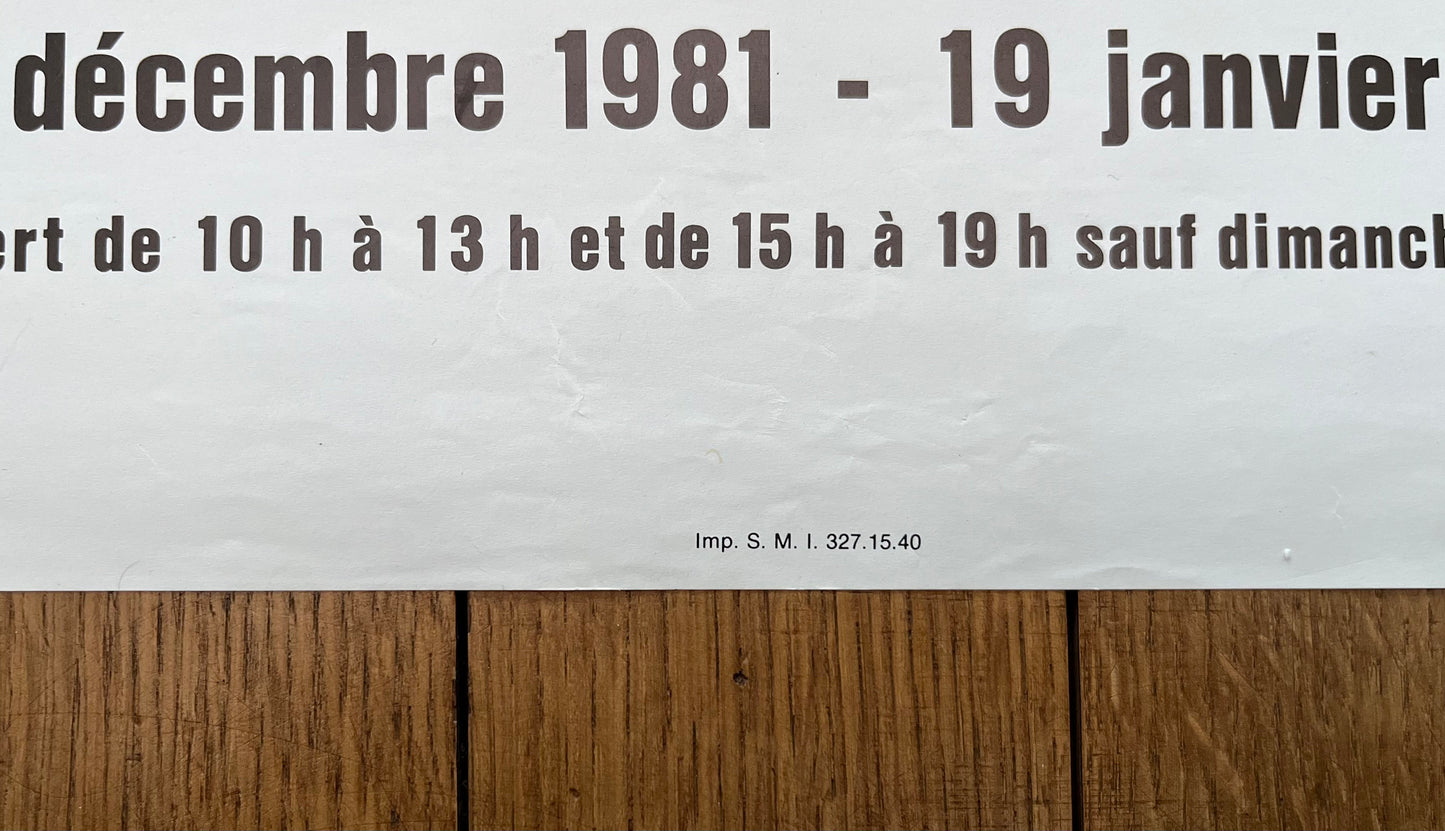 décembre 1981 - 19 janvier
ert de 10 h à 13 h et de 15 h à 19 h sauf dimanch
Imp. S. M. I. 327.15.40